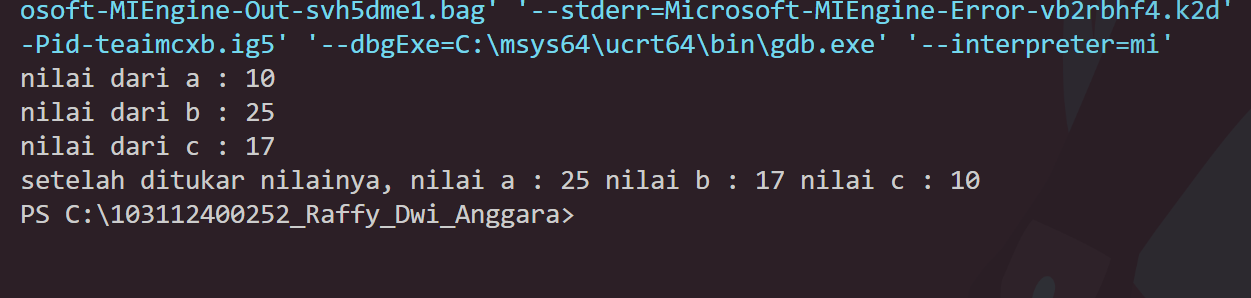 osoft-MIEngine-Out-svh5dme1.bag' '--stderr=Microsoft-MIEngine-Error-vb2rbhf4.k2d'
-Pid-teaimcxb.ig5' '--dbgExe=C:\msys64\ucrt64\bin\gdb.exe' '--interpreter=mi'
nilai dari a : 10
nilai dari b : 25
nilai dari c : 17
setelah ditukar nilainya, nilai a : 25 nilai b : 17 nilai c : 10
PS C:\103112400252_Raffy_Dwi_Anggara>